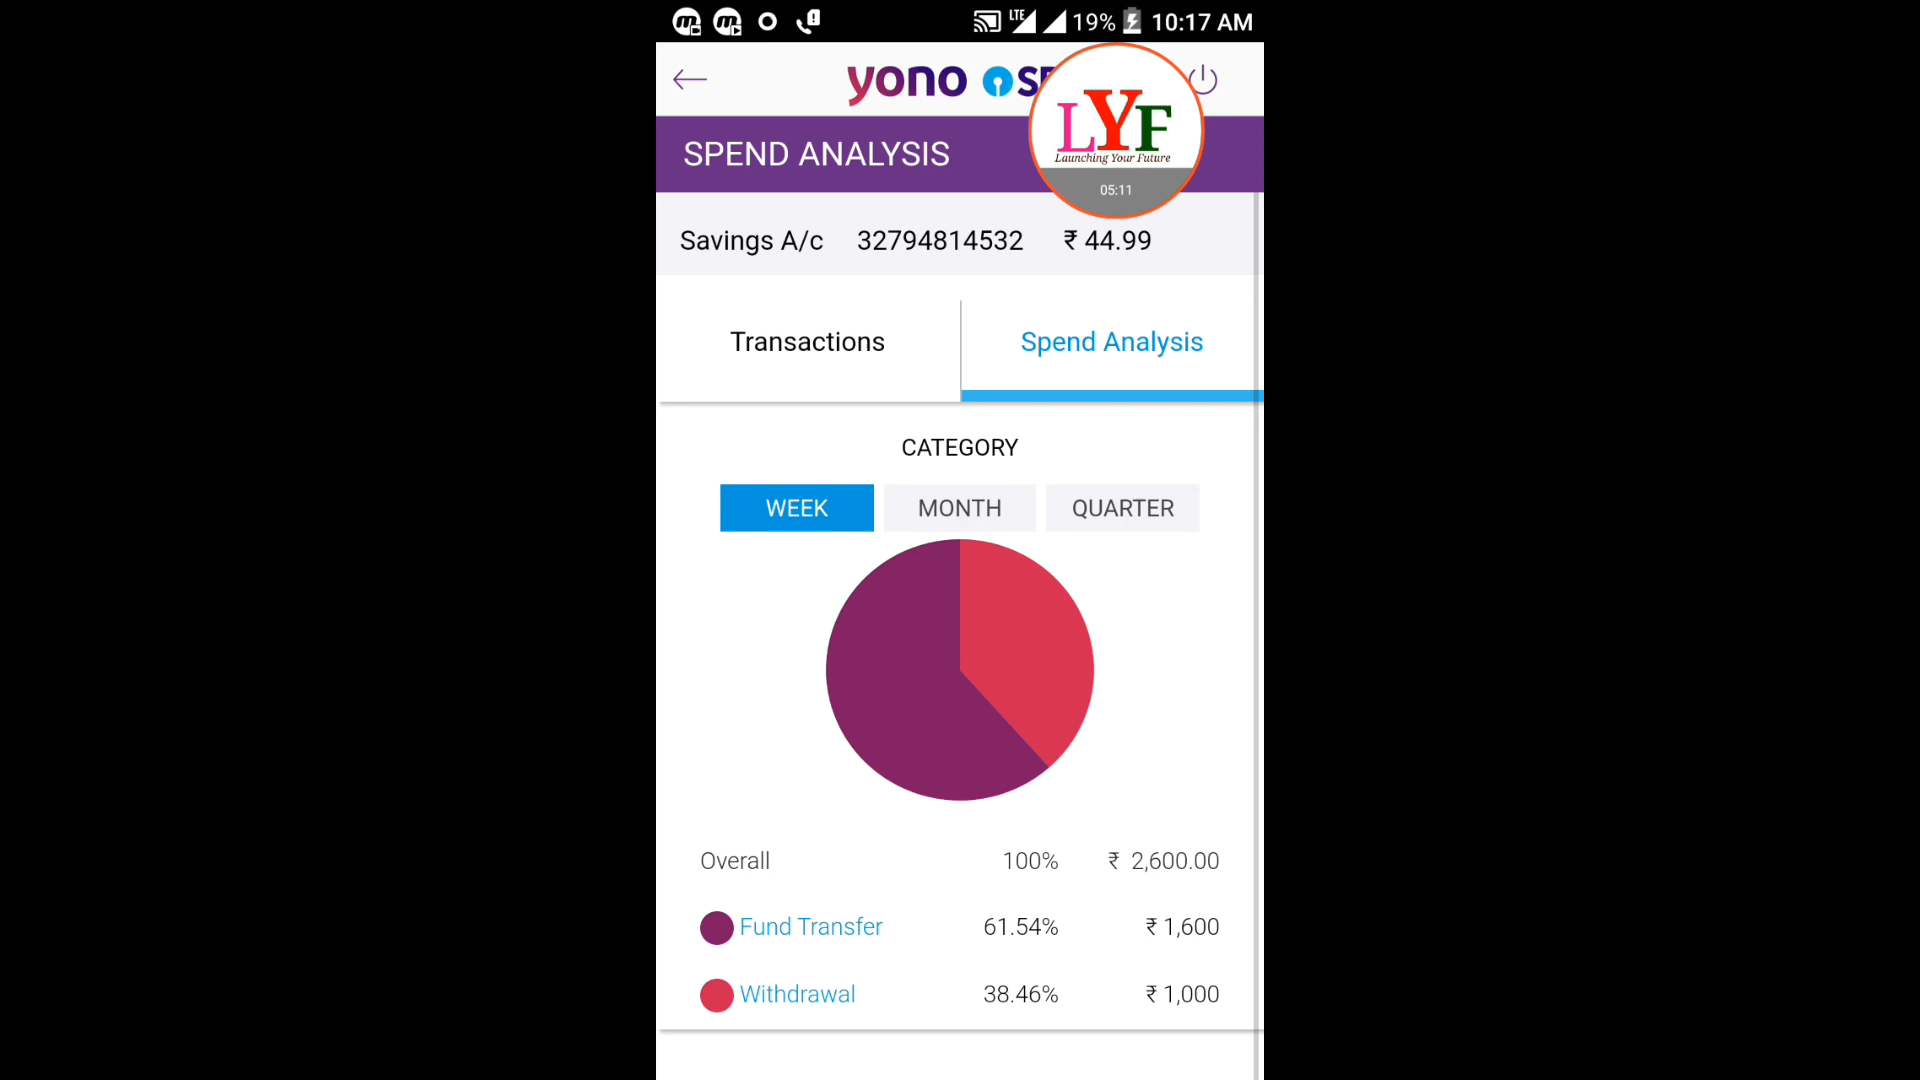 LTE 19% 10:17 AM
yono
LYF
Launching Your Future
05:11
SPEND ANALYSIS
Savings A/c 32794814532 ₹ 44.99
Transactions Spend Analysis
CATEGORY
WEEK MONTH QUARTER
Overall 100% ₹ 2,600.00
Fund Transfer 61.54% ₹ 1,600
Withdrawal 38.46% ₹ 1,000